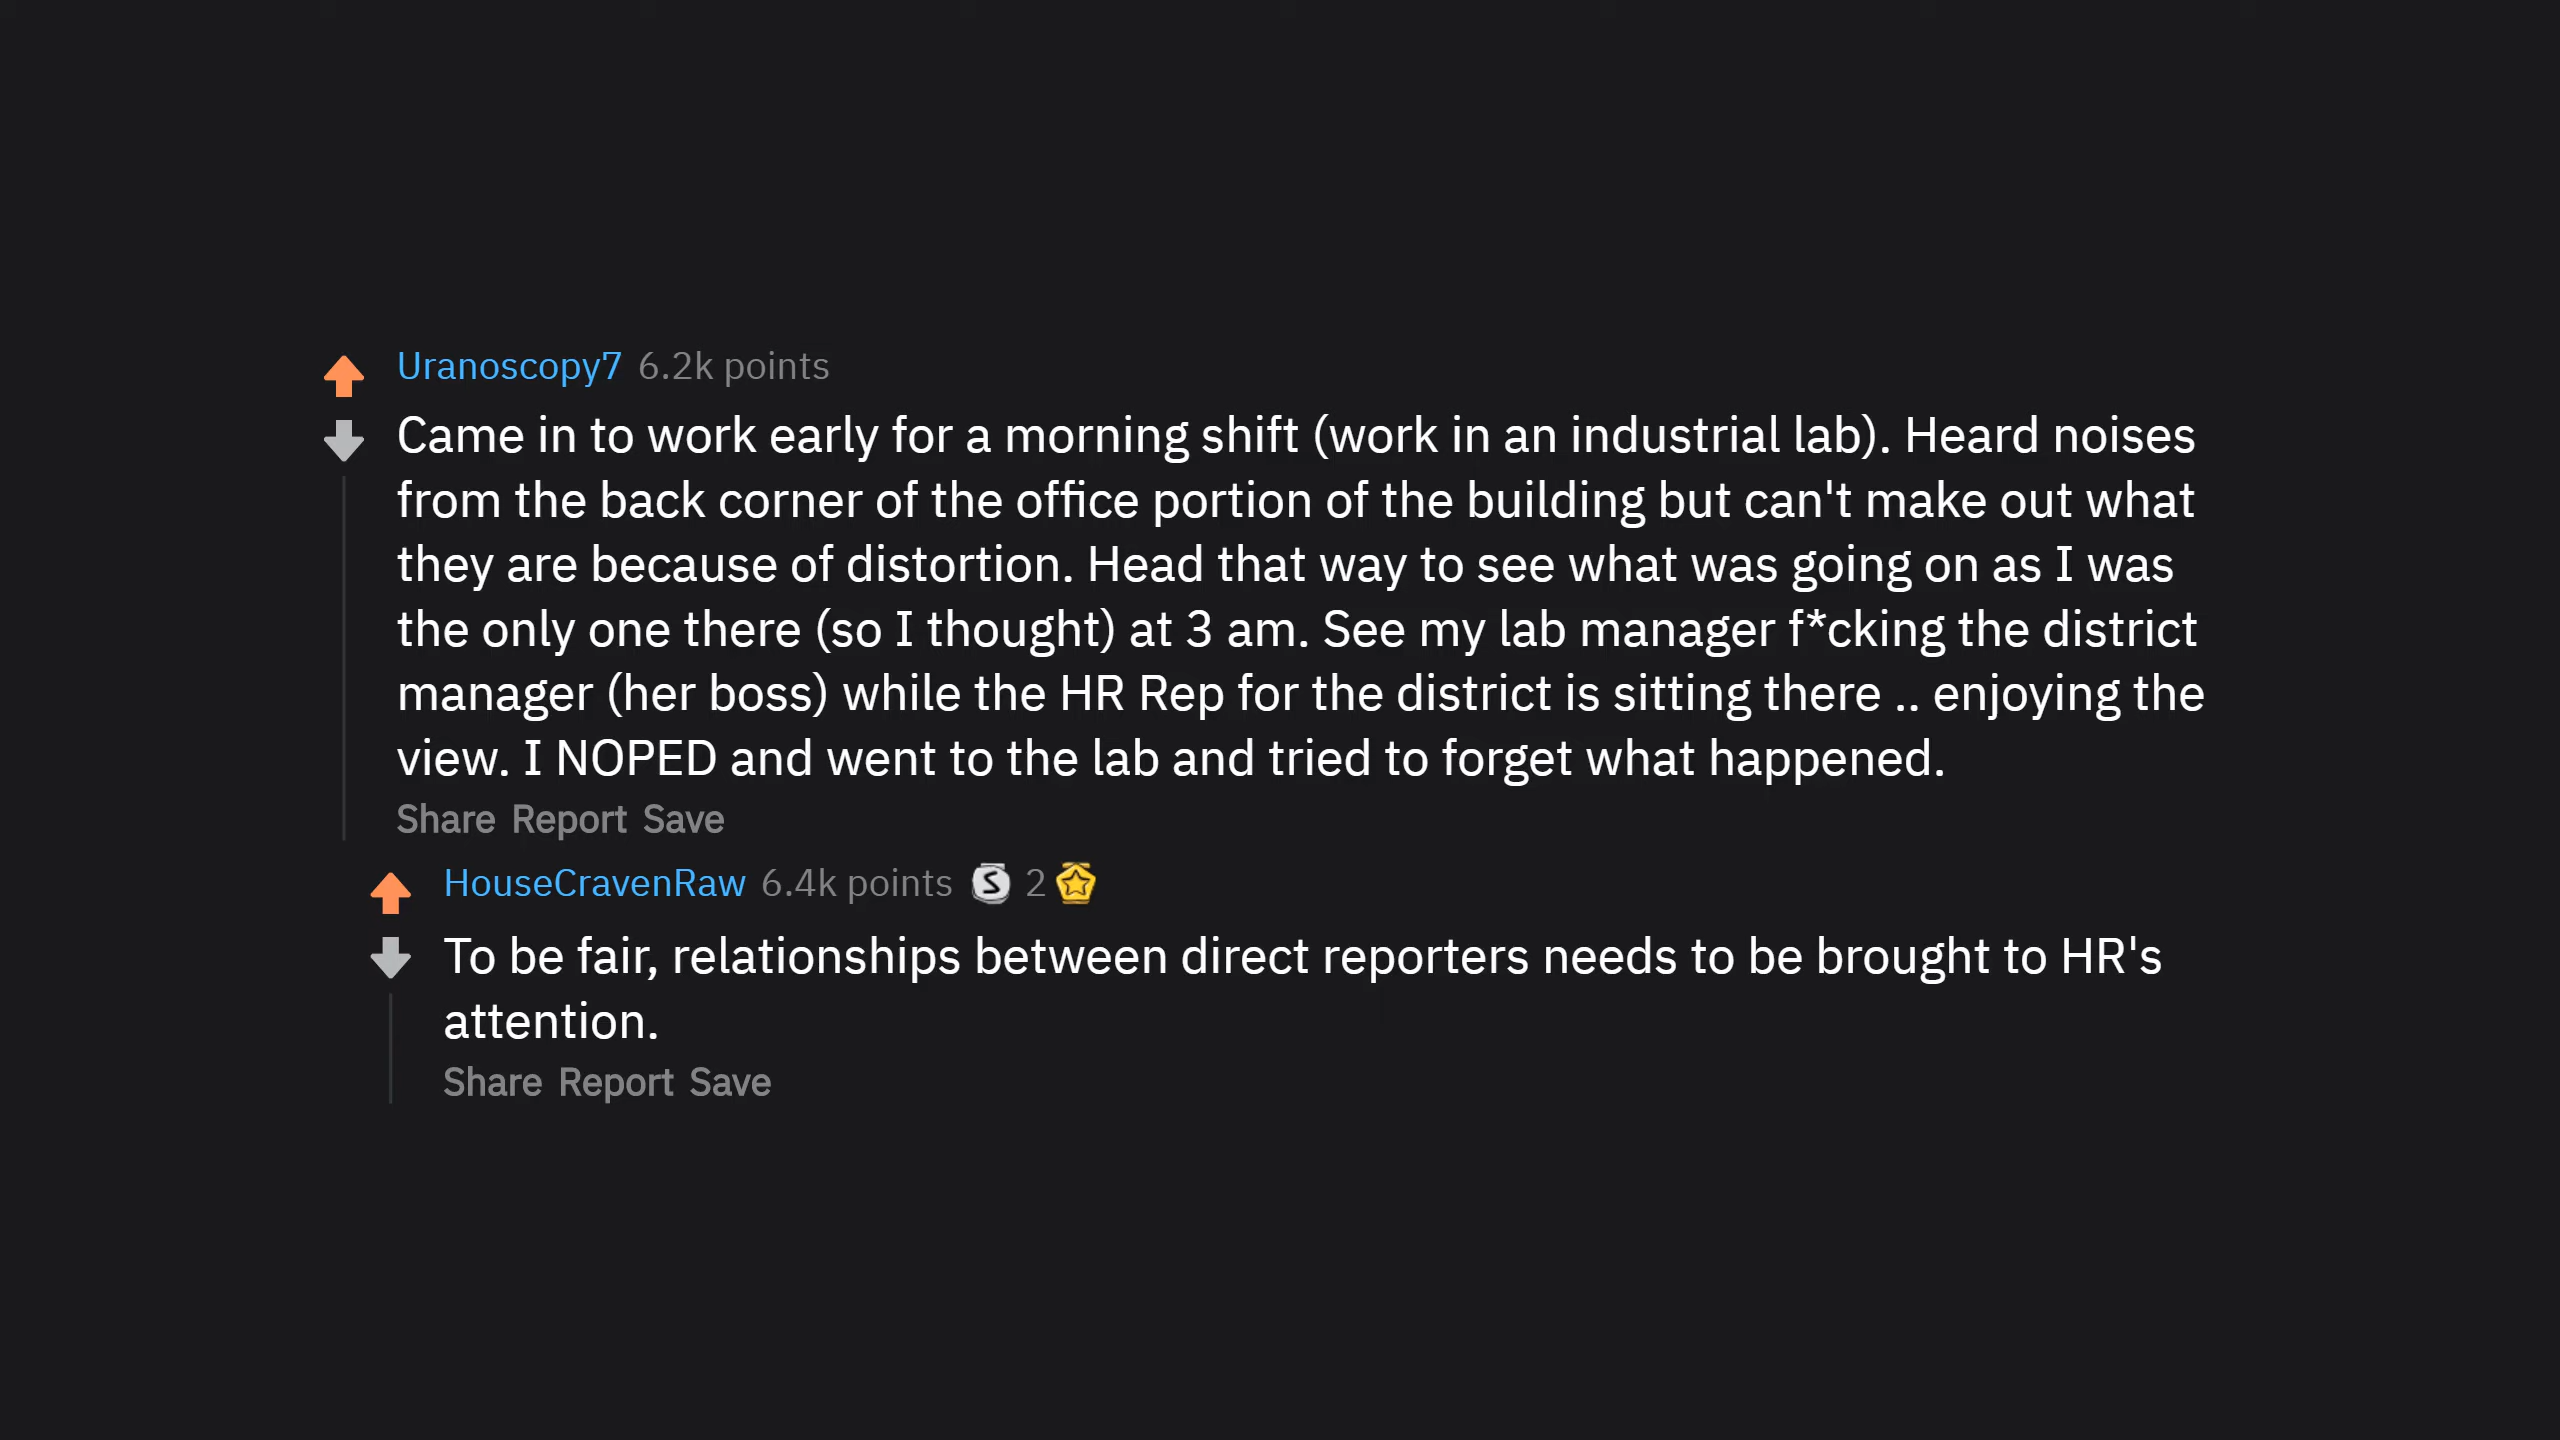 Uranoscopy7 6.2k points
Came in to work early for a morning shift (work in an industrial lab). Heard noises
from the back corner of the office portion of the building but can't make out what
they are because of distortion. Head that way to see what was going on as I was
the only one there (so I thought) at 3 am. See my lab manager f*cking the district
manager (her boss) while the HR Rep for the district is sitting there .. enjoying the
view. I NOPED and went to the lab and tried to forget what happened.
Share Report Save
HouseCravenRaw 6.4k points S 2
To be fair, relationships between direct reporters needs to be brought to HR's
attention.
Share Report Save